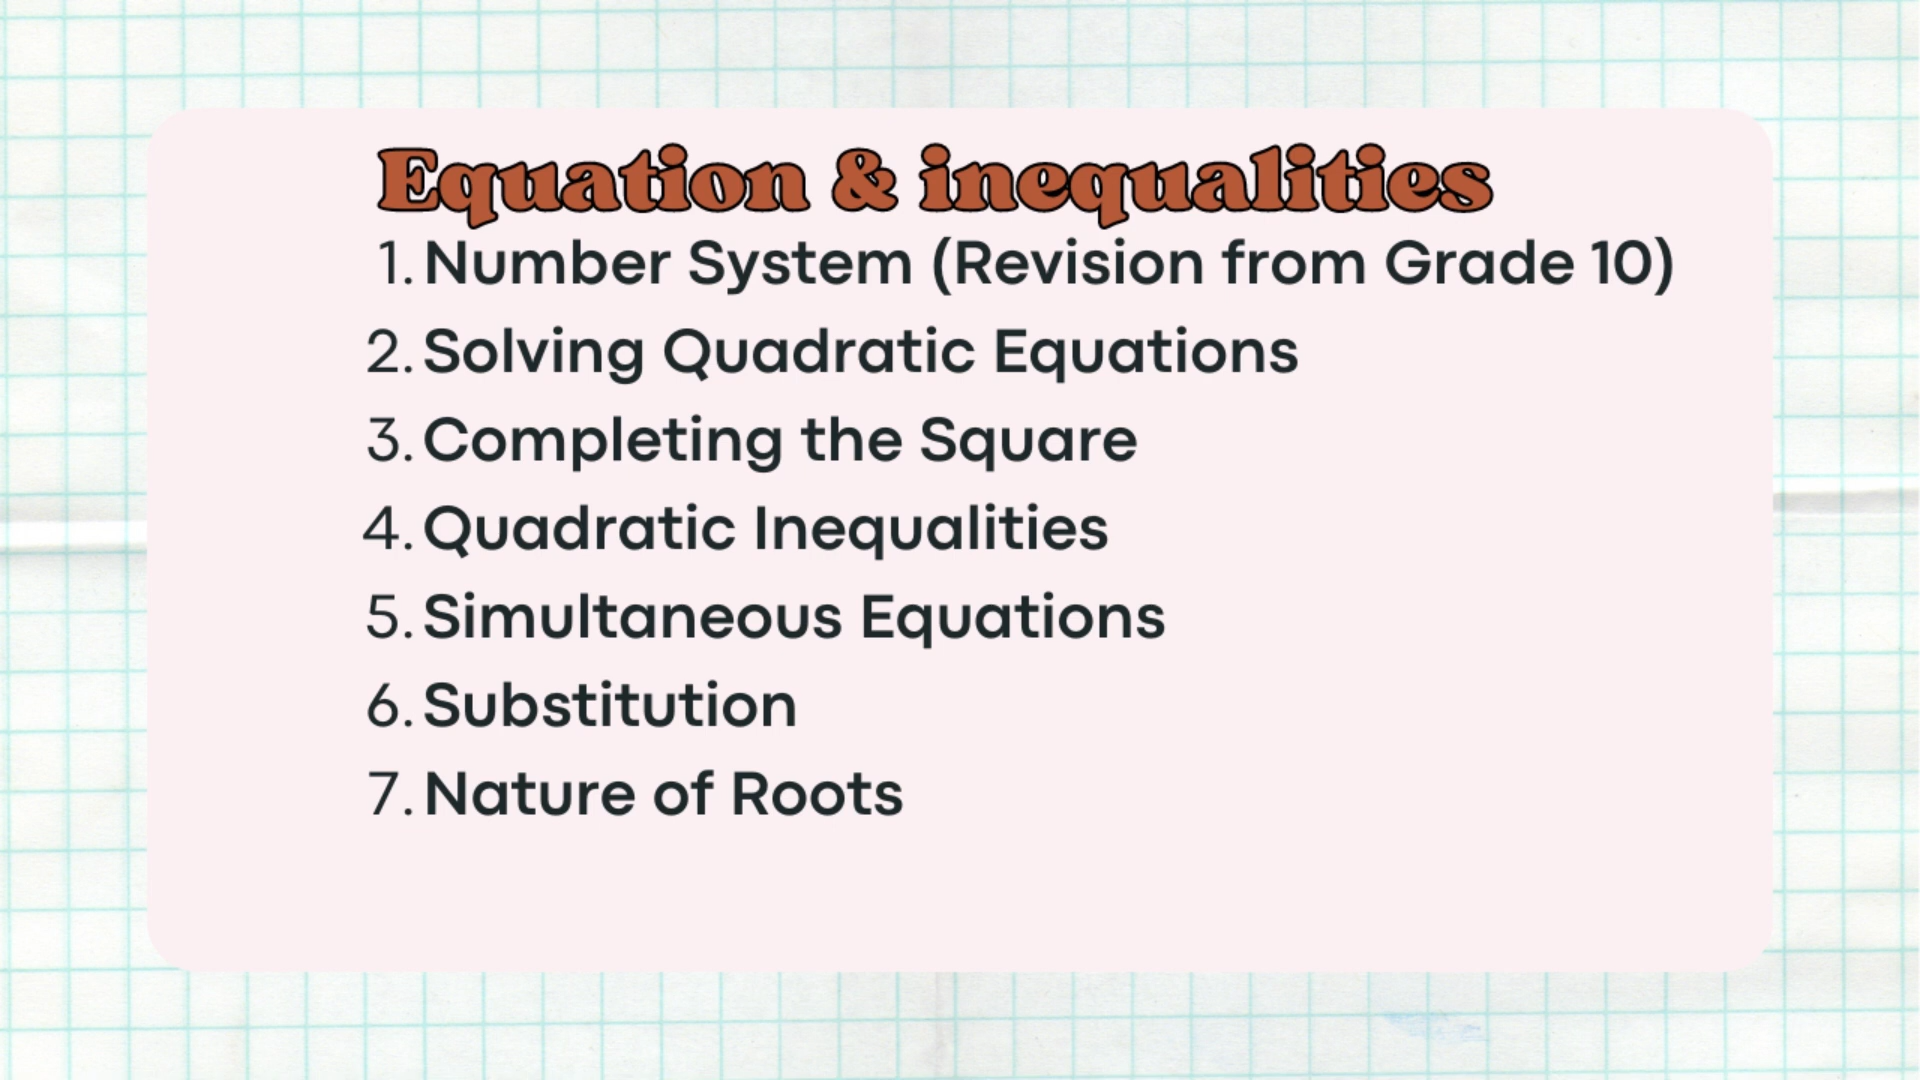 Equation & inequalities
1. Number System (Revision from Grade 10)
2. Solving Quadratic Equations
3. Completing the Square
4. Quadratic Inequalities
5. Simultaneous Equations
6. Substitution
7. Nature of Roots